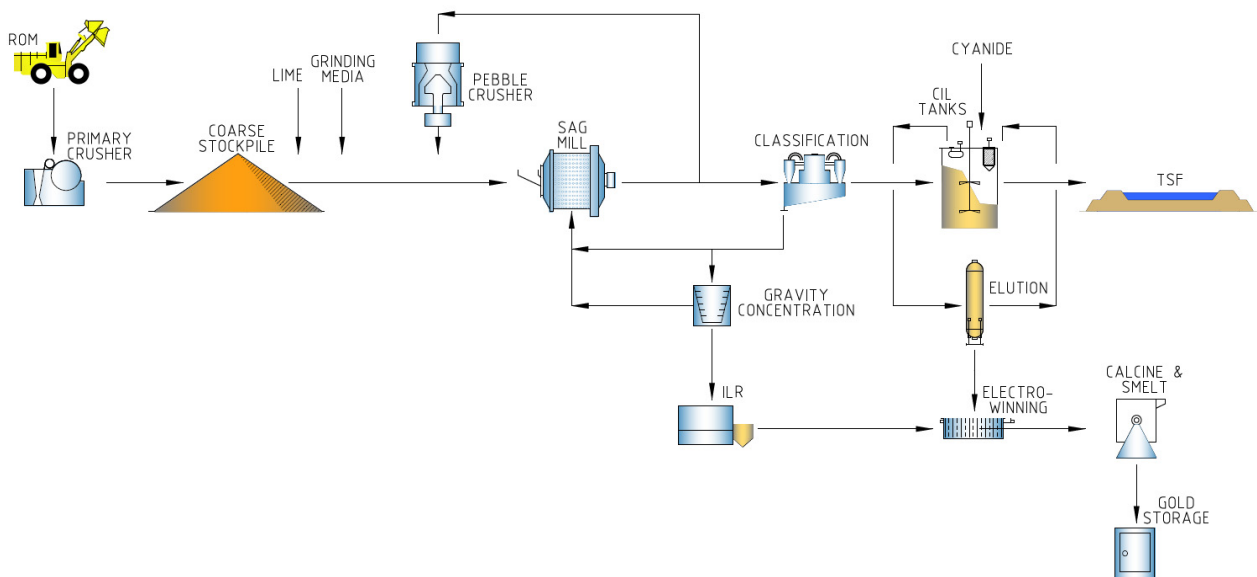 ROM
PRIMARY
CRUSHER
COARSE
STOCKPILE
LIME
GRINDING
MEDIA
PEBBLE
CRUSHER
SAG
MILL
CLASSIFICATION
CYANIDE
CIL
TANKS
TSF
GRAVITY
CONCENTRATION
ELUTION
ILR
ELECTRO-
WINNING
CALCINE &
SMELT
GOLD
STORAGE